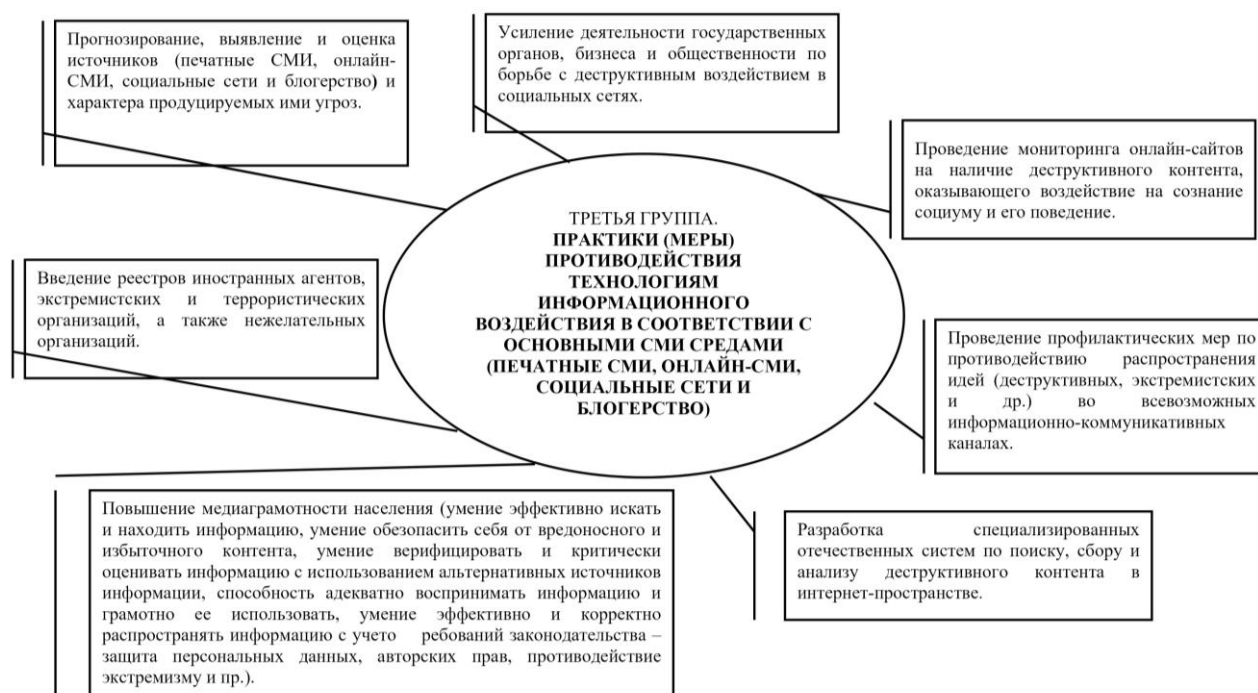 Прогнозирование, выявление и оценка
источников (печатные СМИ, онлайн-
СМИ, социальные сети и блогерство) и
характера продуцируемых ими угроз.
Усиление деятельности государственных
органов, бизнеса и общественности по
борьбе с деструктивным воздействием в
социальных сетях.
Проведение мониторинга онлайн-сайтов
на наличие деструктивного контента,
оказывающего воздействие на сознание
социуму и его поведение.
ТРЕТЬЯ ГРУППА.
ПРАКТИКИ (МЕРЫ)
ПРОТИВОДЕЙСТВИЯ
ТЕХНОЛОГИЯМ
ИНФОРМАЦИОННОГО
ВОЗДЕЙСТВИЯ В СООТВЕТСТВИИ С
ОСНОВНЫМИ СМИ СРЕДАМИ
(ПЕЧАТНЫЕ СМИ, ОНЛАЙН-СМИ,
СОЦИАЛЬНЫЕ СЕТИ И
БЛОГЕРСТВО)
Введение реестров иностранных агентов,
экстремистских и террористических
организаций, а также нежелательных
организаций.
Проведение профилактических мер по
противодействию распространения
идей (деструктивных, экстремистских
и др.) во всевозможных
информационно-коммуникативных
каналах.
Повышение медиаграмотности населения (умение эффективно искать
и находить информацию, умение обезопасить себя от вредоносного и
избыточного контента, умение верифицировать и критически
оценивать информацию с использованием альтернативных источников
информации, способность адекватно воспринимать информацию и
грамотно ее использовать, умение эффективно и корректно
распространять информацию с учето ребований законодательства –
защита персональных данных, авторских прав, противодействие
экстремизму и пр.).
Разработка специализированных
отечественных систем по поиску, сбору и
анализу деструктивного контента в
интернет-пространстве.